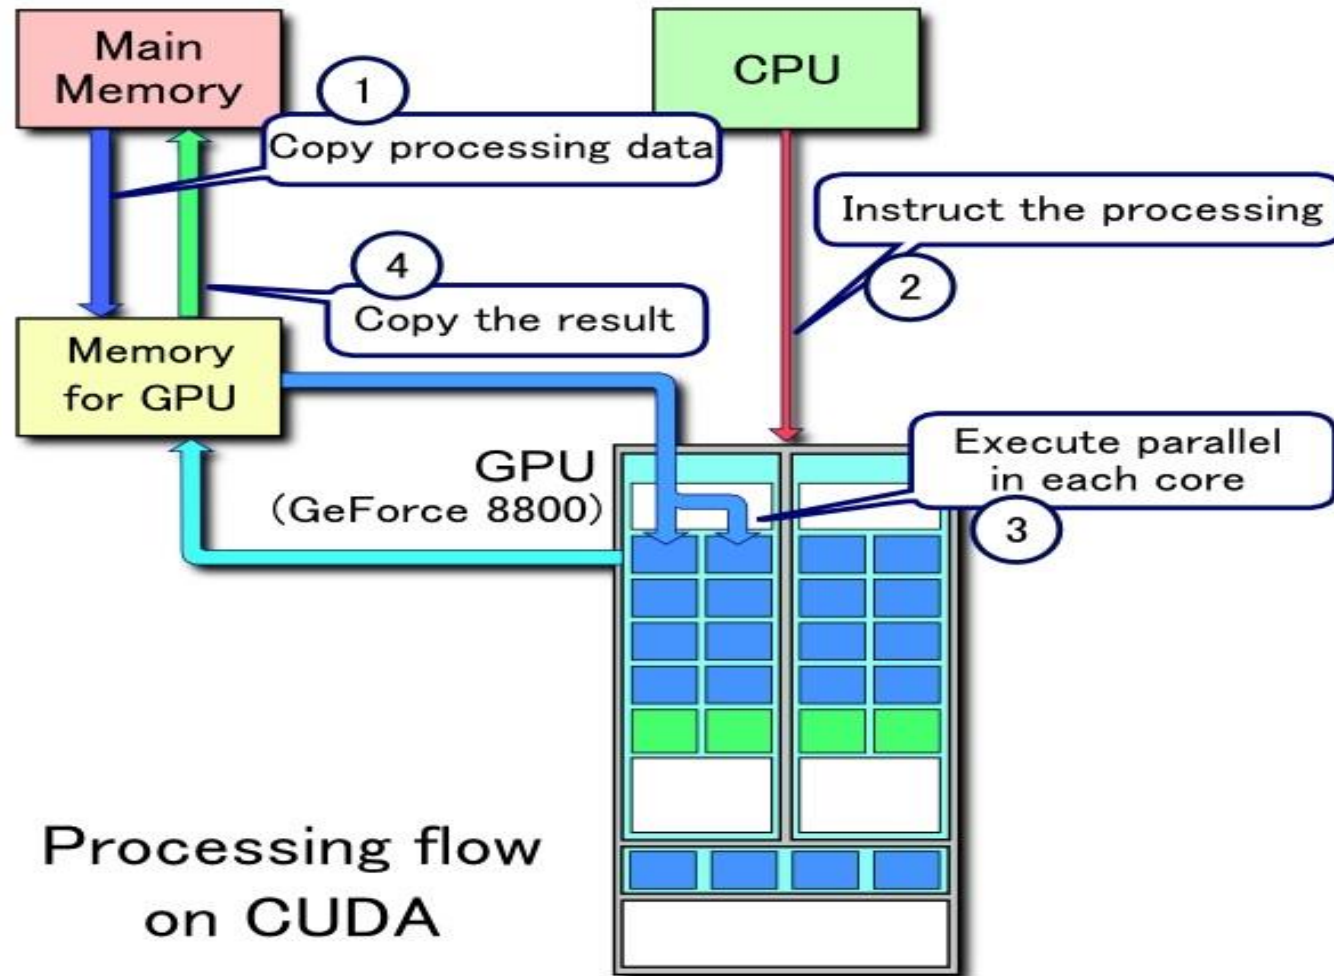 Main
Memory
CPU
1
Copy processing data
Instruct the processing
2
4
Copy the result
Memory
for GPU
GPU
(GeForce 8800)
Execute parallel
in each core
3
Processing flow
on CUDA